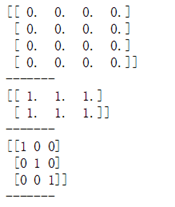 [[ 0.  0.  0.  0.]
 [ 0.  0.  0.  0.]
 [ 0.  0.  0.  0.]
 [ 0.  0.  0.  0.]]
-------
[[ 1.  1.  1.]
 [ 1.  1.  1.]]
-------
[[1 0 0]
 [0 1 0]
 [0 0 1]]
-------